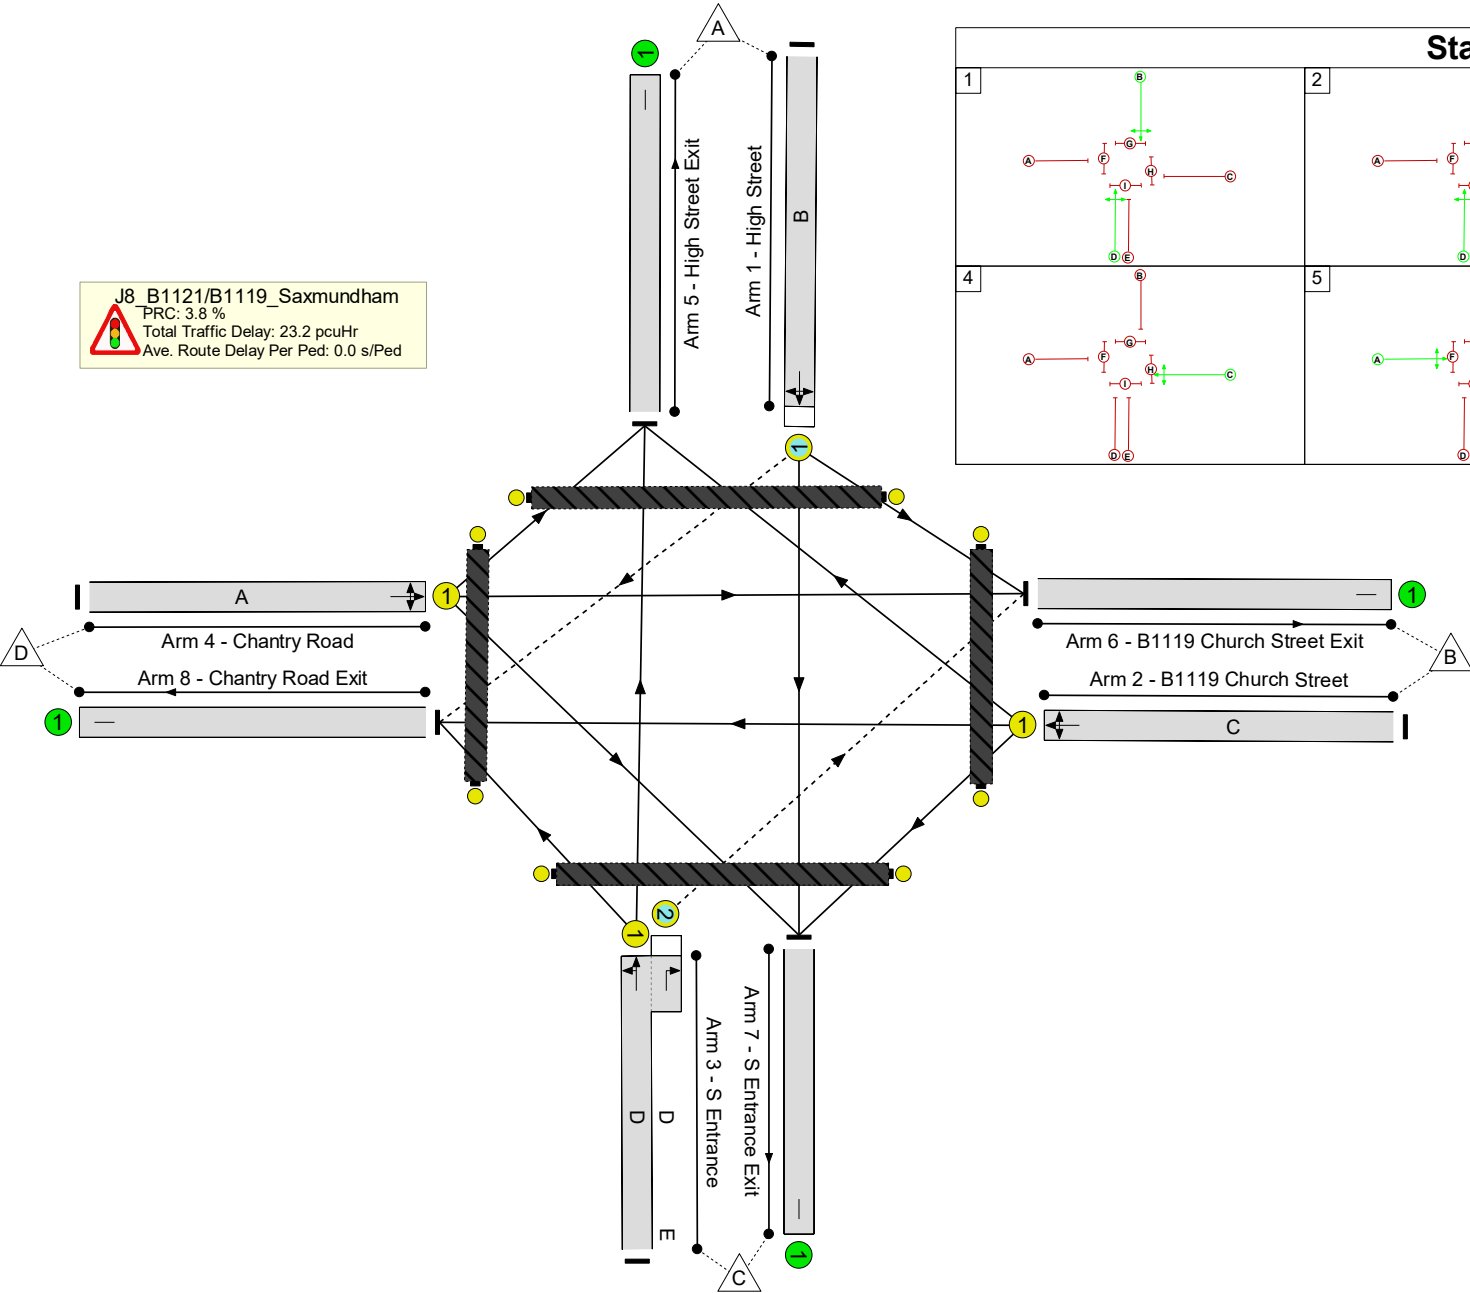 A
1
Sta
1
2
B
A
F
G
H
C
I
D
E
A
F
D
4
5
B
A
F
G
H
C
I
D
E
A
F
D
J8_B1121/B1119_Saxmundham
PRC: 3.8 %
Total Traffic Delay: 23.2 pcuHr
Ave. Route Delay Per Ped: 0.0 s/Ped
Arm 5 - High Street Exit
Arm 1 - High Street
B
1
A
1
Arm 4 - Chantry Road
D
Arm 8 - Chantry Road Exit
1
1
Arm 6 - B1119 Church Street Exit
B
Arm 2 - B1119 Church Street
1
C
1
2
D
D
E
Arm 3 - S Entrance
Arm 7 - S Entrance Exit
1
C